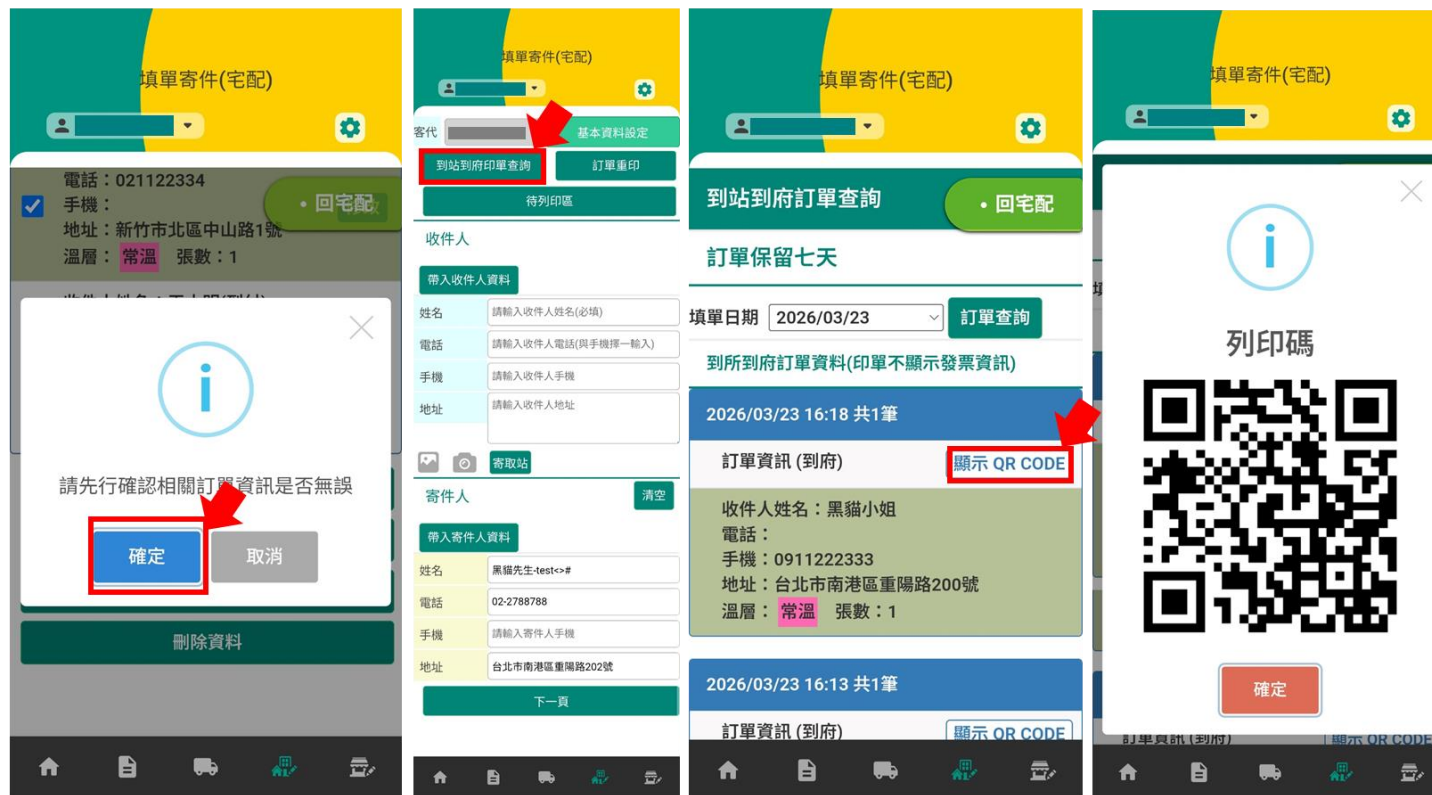 填單寄件(宅配)
電話：021122334
手機：
• 回宅配
地址：新竹市北區中山路1號
溫層： 常溫 張數：1
請先行確認相關訂單資訊是否無誤
確定
取消
刪除資料
填單寄件(宅配)
客代
基本資料設定
到站到府印單查詢
訂單重印
待列印區
收件人
帶入收件人資料
姓名
請輸入收件人姓名(必填)
電話
請輸入收件人電話(與手機擇一輸入)
手機
請輸入收件人手機
地址
請輸入收件人地址
寄取站
寄件人
清空
帶入寄件人資料
姓名
黑貓先生-test<>#
電話
02-2788788
手機
請輸入寄件人手機
地址
台北市南港區重陽路202號
下一頁
填單寄件(宅配)
到站到府訂單查詢
• 回宅配
訂單保留七天
填單日期 2026/03/23 訂單查詢
到所到府訂單資料(印單不顯示發票資訊)
2026/03/23 16:18 共1筆
訂單資訊 (到府)
顯示 QR CODE
收件人姓名：黑貓小姐
電話：
手機：0911222333
地址：台北市南港區重陽路200號
溫層： 常溫 張數：1
2026/03/23 16:13 共1筆
訂單資訊 (到府)
顯示 QR CODE
填單寄件(宅配)
列印碼
確定
訂單資訊 (到府)
顯示 QR CODE